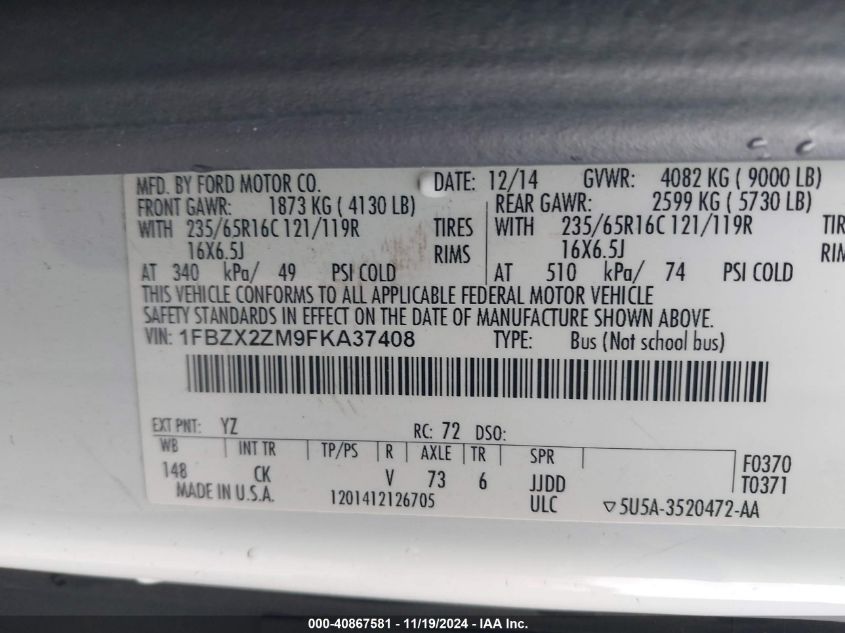 MFD. BY FORD MOTOR CO. DATE: 12/14 GVWR: 4082 KG ( 9000 LB)
FRONT GAWR: 1873 KG ( 4130 LB) REAR GAWR: 2599 KG ( 5730 LB)
WITH 235/65R16C 121/119R TIRES WITH 235/65R16C 121/119R TIR
16X6.5J RIMS 16X6.5J RIM
AT 340 kPa/ 49 PSI COLD AT 510 kPa/ 74 PSI COLD
THIS VEHICLE CONFORMS TO ALL APPLICABLE FEDERAL MOTOR VEHICLE
SAFETY STANDARDS IN EFFECT ON THE DATE OF MANUFACTURE SHOWN ABOVE.
VIN: 1FBZX2ZM9FKA37408 TYPE: Bus (Not school bus)
EXT PNT: YZ RC: 72 DSO:
WB INT TR TP/PS R AXLE TR SPR F0370
148 CK V 73 6 JJDD T0371
MADE IN U.S.A. 1201412126705 ULC ▽5U5A-3520472-AA
000-40867581 - 11/19/2024 - IAA Inc.